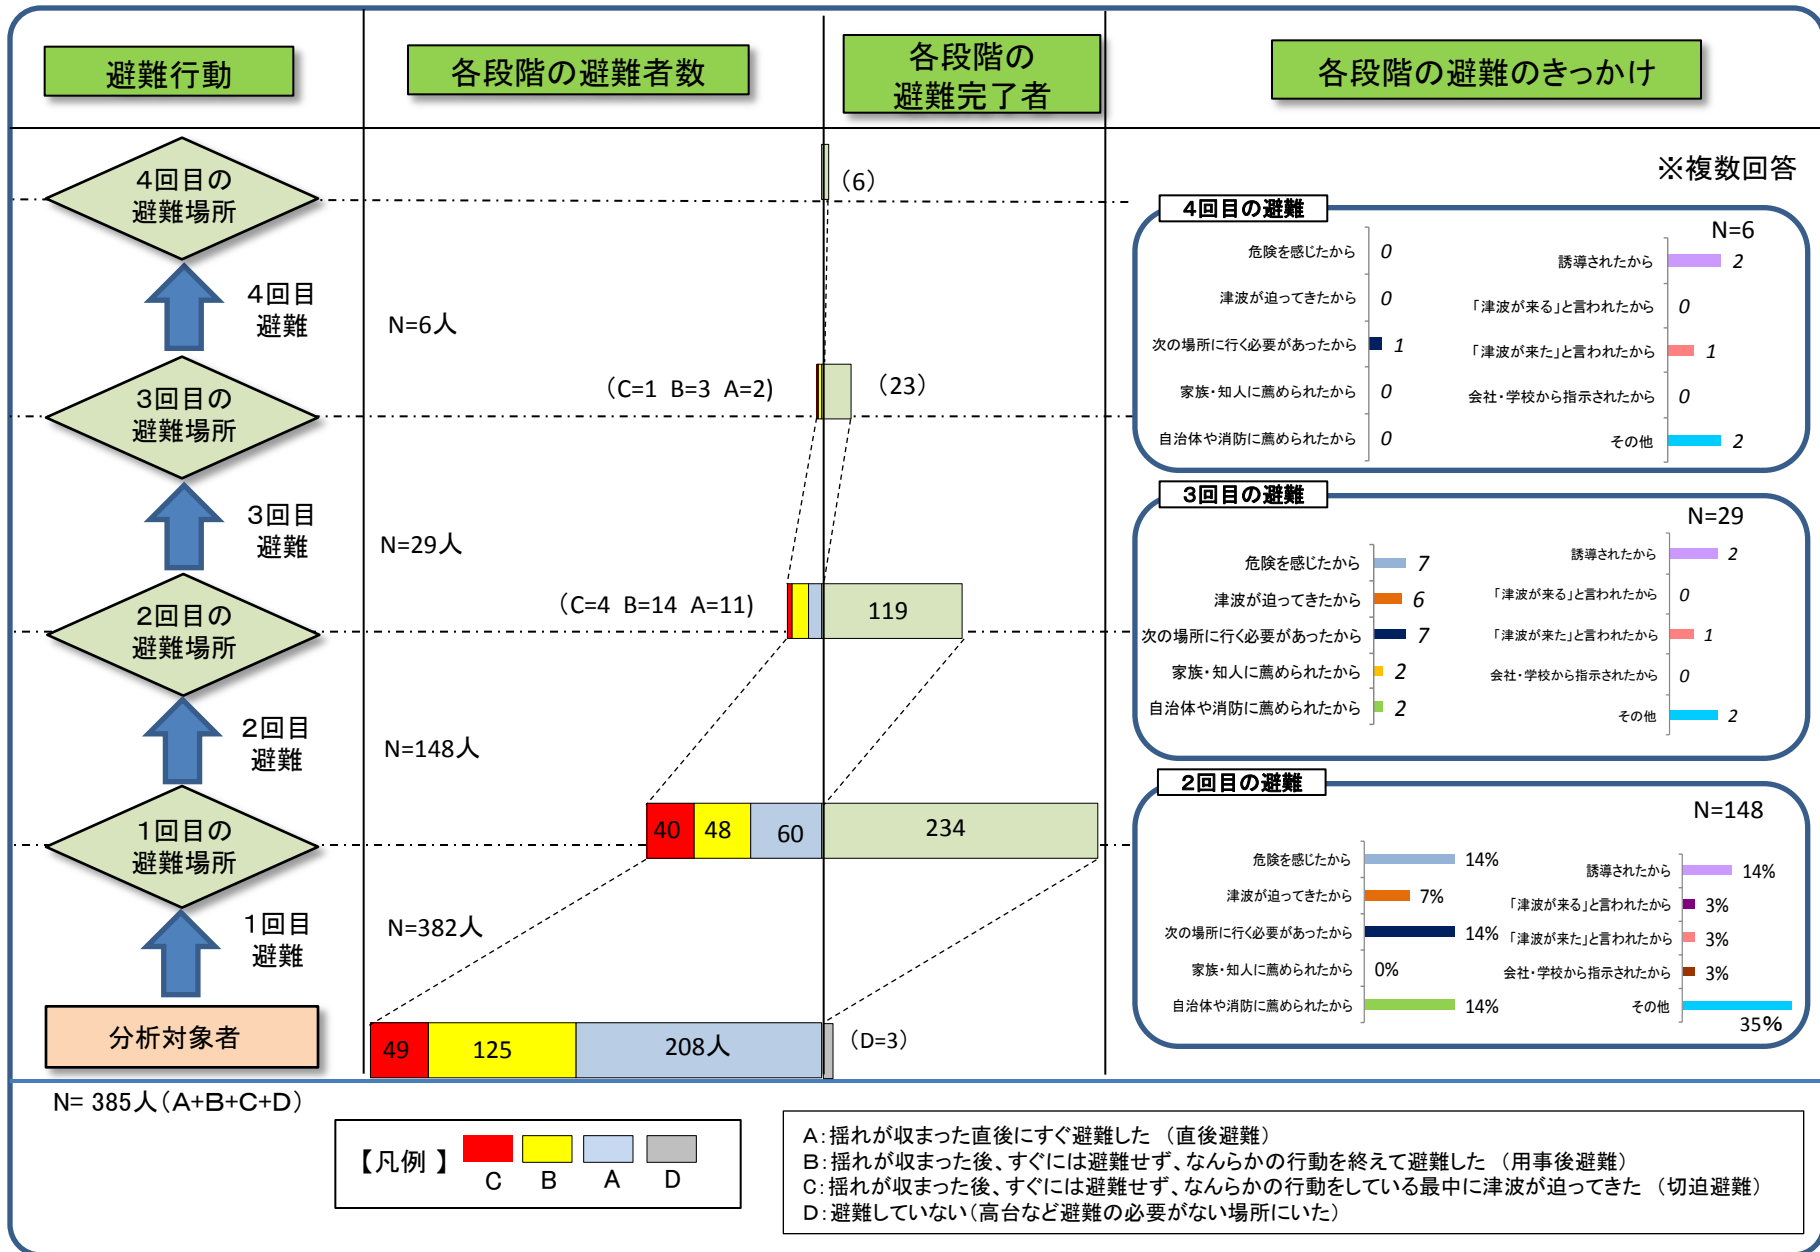 避難行動
各段階の避難者数
各段階の
避難完了者
各段階の避難のきっかけ
※複数回答
4回目の
避難場所
(6)
4回目
避難
N=6人
(C=1 B=3 A=2)
(23)
3回目の
避難場所
3回目
避難
N=29人
(C=4 B=14 A=11)
119
2回目の
避難場所
2回目
避難
N=148人
40
48
60
234
1回目の
避難場所
1回目
避難
N=382人
49
125
208人
(D=3)
分析対象者
N= 385人(A+B+C+D)
4回目の避難
N=6
危険を感じたから 0
津波が迫ってきたから 0
次の場所に行く必要があったから 1
家族・知人に薦められたから 0
自治体や消防に薦められたから 0
誘導されたから 2
「津波が来る」と言われたから 0
「津波が来た」と言われたから 1
会社・学校から指示されたから 0
その他 2
3回目の避難
N=29
危険を感じたから 7
津波が迫ってきたから 6
次の場所に行く必要があったから 7
家族・知人に薦められたから 2
自治体や消防に薦められたから 2
誘導されたから 2
「津波が来る」と言われたから 0
「津波が来た」と言われたから 1
会社・学校から指示されたから 0
その他 2
2回目の避難
N=148
危険を感じたから 14%
津波が迫ってきたから 7%
次の場所に行く必要があったから 14%
家族・知人に薦められたから 0%
自治体や消防に薦められたから 14%
誘導されたから 14%
「津波が来る」と言われたから 3%
「津波が来た」と言われたから 3%
会社・学校から指示されたから 3%
その他 35%
【凡例】
C B A D
A:揺れが収まった直後にすぐ避難した (直後避難)
B:揺れが収まった後、すぐには避難せず、なんらかの行動を終えて避難した (用事後避難)
C:揺れが収まった後、すぐには避難せず、なんらかの行動をしている最中に津波が迫ってきた (切迫避難)
D:避難していない(高台など避難の必要がない場所にいた)